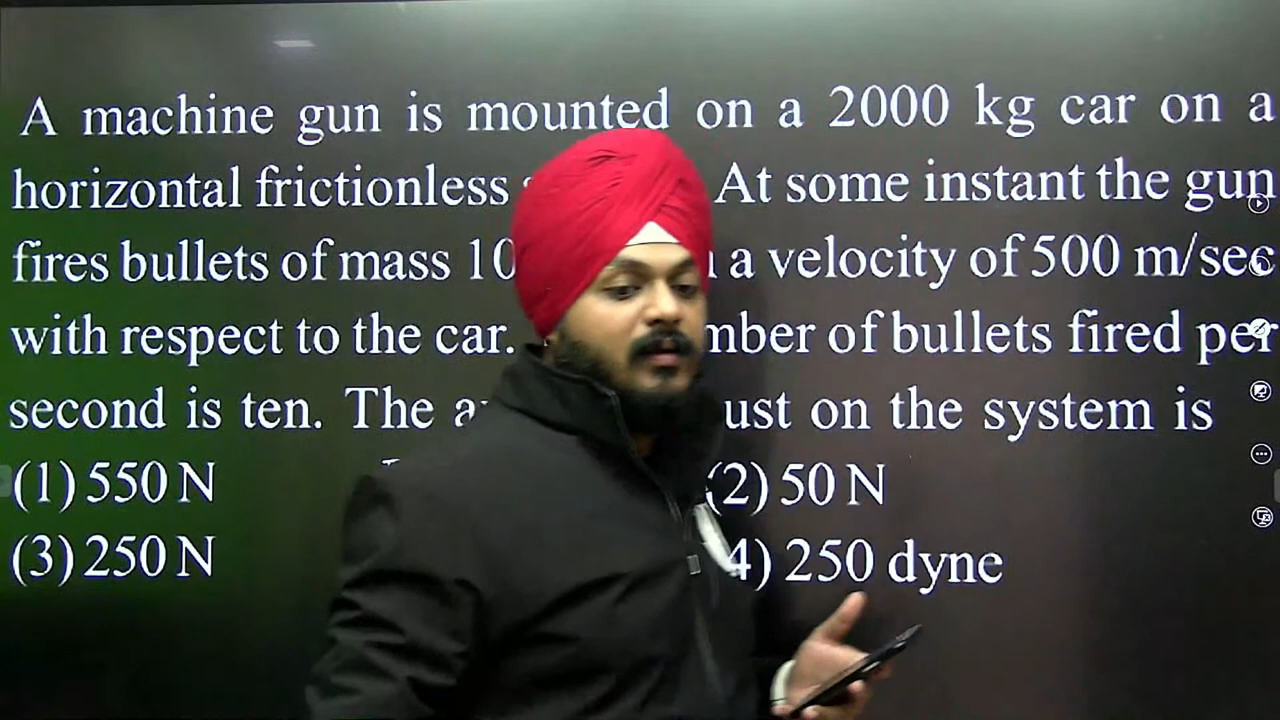 A machine gun is mounted on a 2000 kg car on a
horizontal frictionless At some instant the gun
fires bullets of mass 10 a velocity of 500 m/sec
with respect to the car. of bullets fired per
second is ten. The on the system is
(1) 550 N (2) 50 N
(3) 250 N 4) 250 dyne